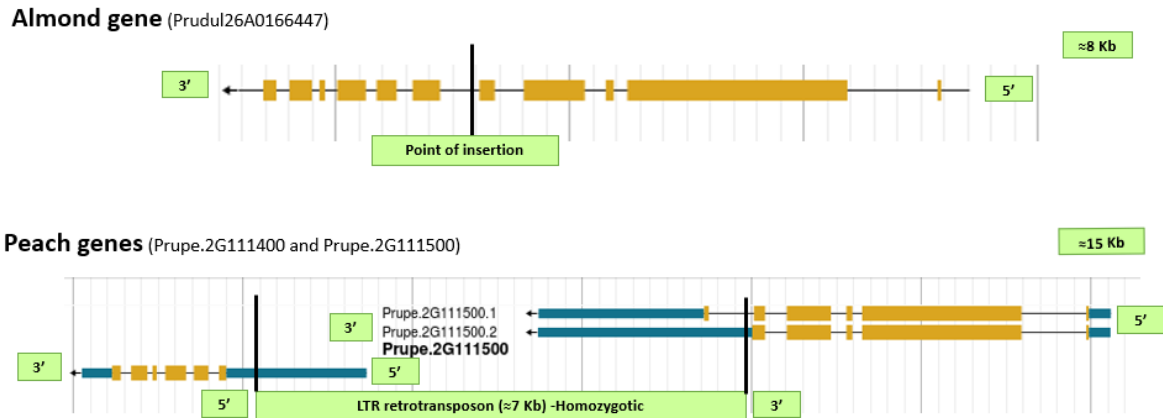 Almond gene (Prudul26A0166447)
≈8 Kb
3’
5’
Point of insertion
Peach genes (Prupe.2G111400 and Prupe.2G111500)
≈15 Kb
Prupe.2G111500.1
3’
5’
Prupe.2G111500.2
Prupe.2G111500
3’
5’
5’
LTR retrotransposon (≈7 Kb) -Homozygotic
3’